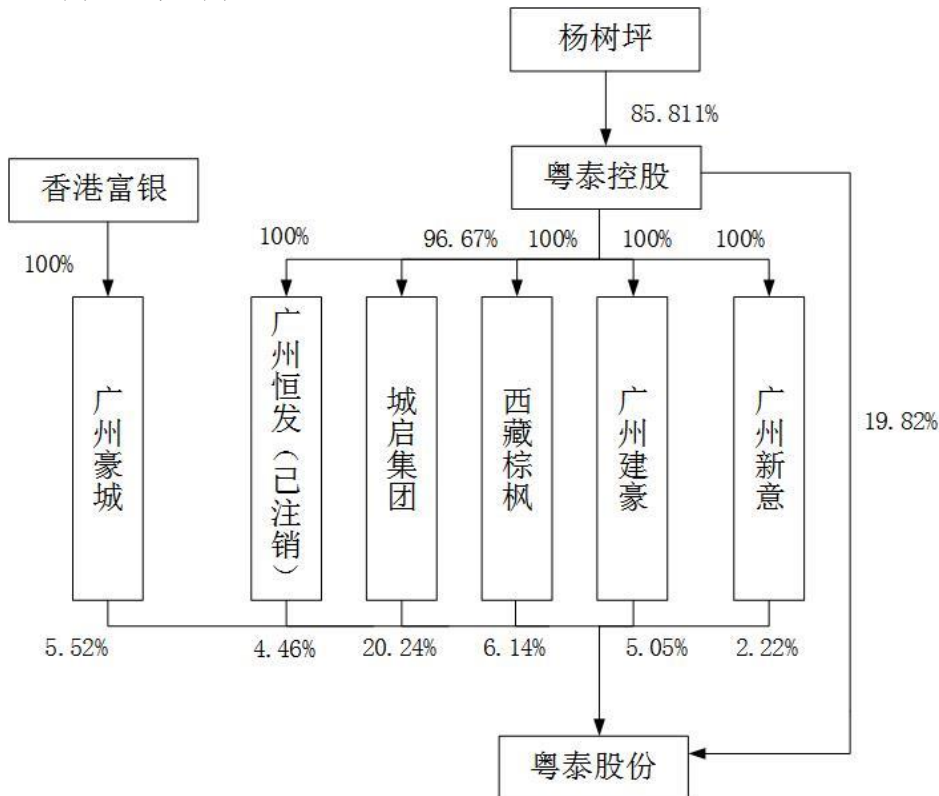 杨树坪
85.811%
香港富银
粤泰控股
100%
100%
96.67%
100%
100%
100%
广州豪城
广州恒发（已注销）
城启集团
西藏棕枫
广州建豪
广州新意
19.82%
5.52%
4.46%
20.24%
6.14%
5.05%
2.22%
粤泰股份